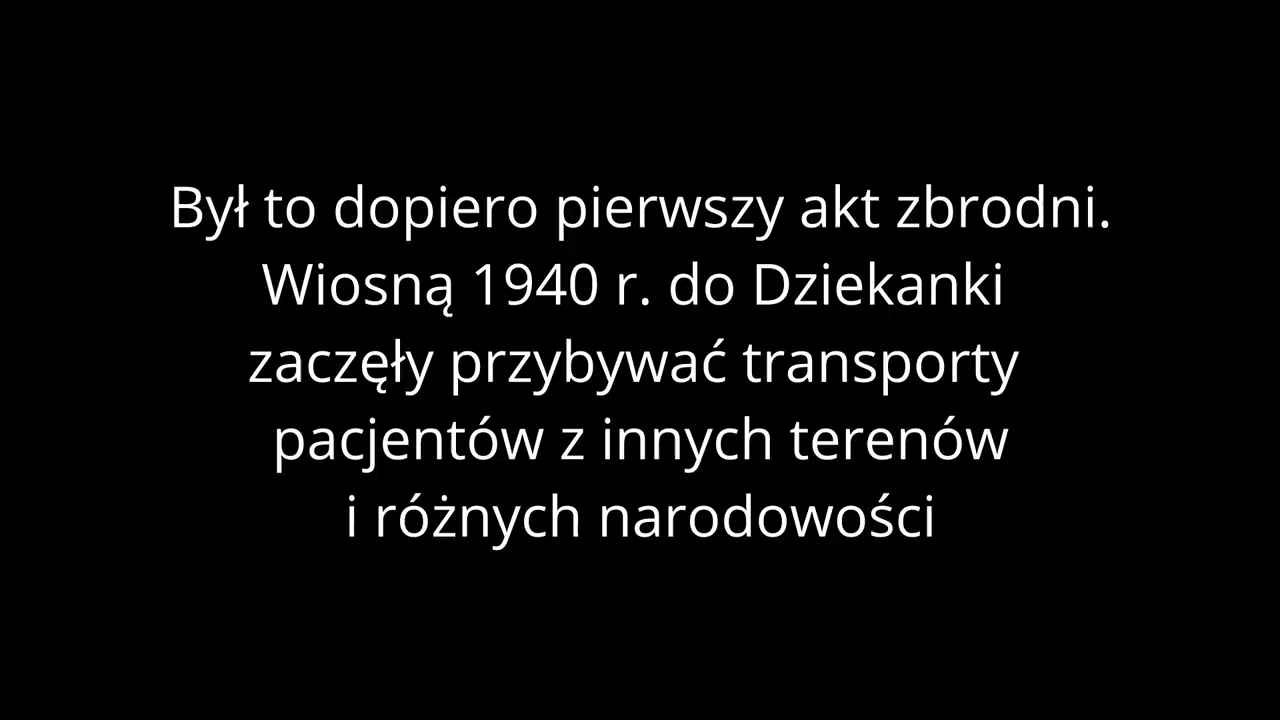 Był to dopiero pierwszy akt zbrodni.
Wiosną 1940 r. do Dziekanki
zaczęły przybywać transporty
pacjentów z innych terenów
i różnych narodowości